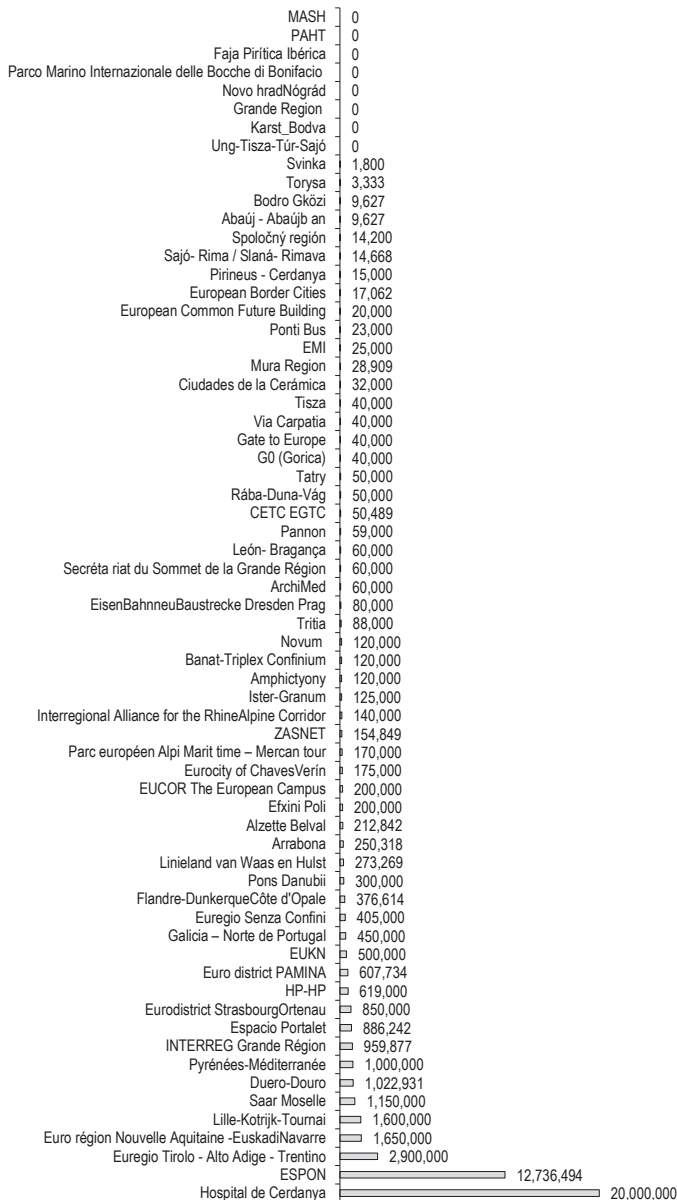 MASH 0
PAHT 0
Faja Pirítica Ibérica 0
Parco Marino Internazionale delle Bocche di Bonifacio 0
Novo hradNógrád 0
Grande Region 0
Karst_Bodva 0
Ung-Tisza-Túr-Sajó 0
Svinka 1,800
Torysa 3,333
Bodro Gközi 9,627
Abaúj - Abaújb an 9,627
Spoločný región 14,200
Sajó- Rima / Slaná- Rimava 14,668
Pirineus - Cerdanya 15,000
European Border Cities 17,062
European Common Future Building 20,000
Ponti Bus 23,000
EMI 25,000
Mura Region 28,909
Ciudades de la Cerámica 32,000
Tisza 40,000
Via Carpatia 40,000
Gate to Europe 40,000
G0 (Gorica) 40,000
Tatry 50,000
Rába-Duna-Vág 50,000
CETC EGTC 50,489
Pannon 59,000
León- Bragança 60,000
Secréta riat du Sommet de la Grande Région 60,000
ArchiMed 60,000
EisenBahnneuBaustrecke Dresden Prag 80,000
Tritia 88,000
Novum 120,000
Banat-Triplex Confinium 120,000
Amphictyony 120,000
Ister-Granum 125,000
Interregional Alliance for the RhineAlpine Corridor 140,000
ZASNET 154,849
Parc européen Alpi Marit time – Mercan tour 170,000
Eurocity of ChavesVerín 175,000
EUCOR The European Campus 200,000
Efxini Poli 200,000
Alzette Belval 212,842
Arrabona 250,318
Linieland van Waas en Hulst 273,269
Pons Danubii 300,000
Flandre-DunkerqueCôte d'Opale 376,614
Euregio Senza Confini 405,000
Galicia – Norte de Portugal 450,000
EUKN 500,000
Euro district PAMINA 607,734
HP-HP 619,000
Eurodistrict StrasbourgOrtenau 850,000
Espacio Portalet 886,242
INTERREG Grande Région 959,877
Pyrénées-Méditerranée 1,000,000
Duero-Douro 1,022,931
Saar Moselle 1,150,000
Lille-Kotrijk-Tournai 1,600,000
Euro región Nouvelle Aquitaine -EuskadiNavarre 1,650,000
Euregio Tirolo - Alto Adige - Trentino 2,900,000
ESPON 12,736,494
Hospital de Cerdanya 20,000,000